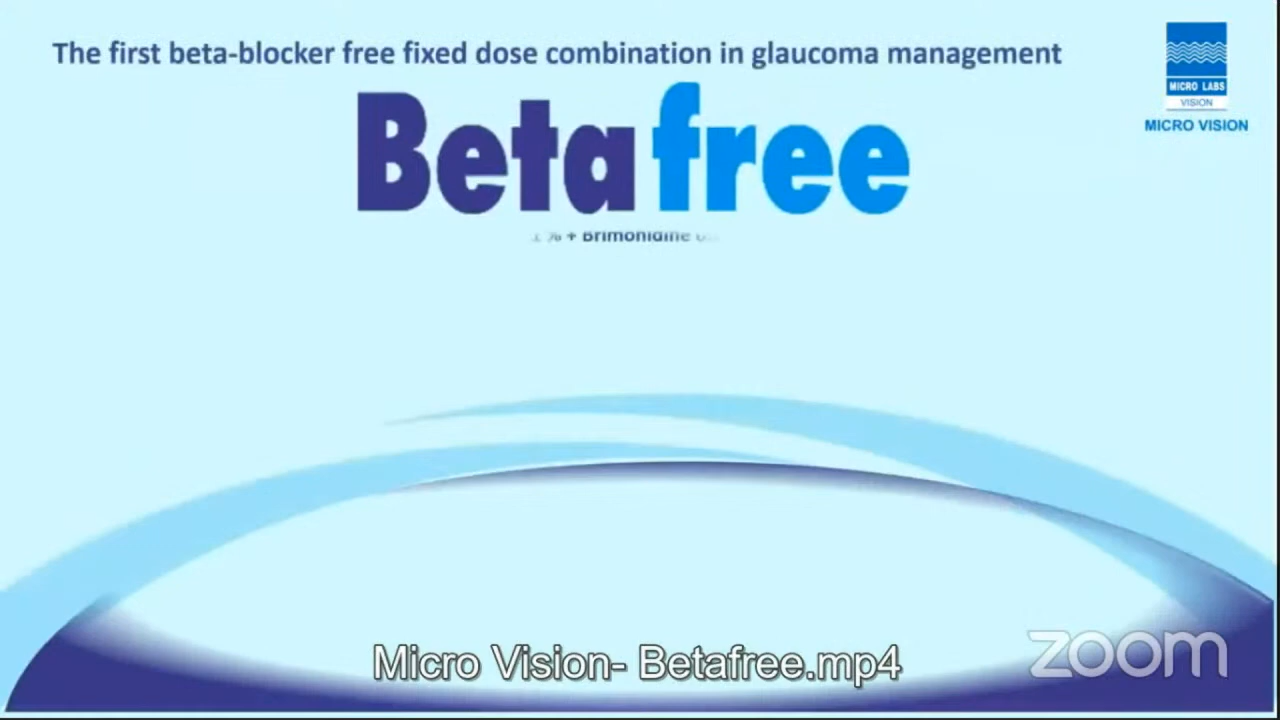 The first beta-blocker free fixed dose combination in glaucoma management
MICRO LABS
VISION
MICRO VISION
Betafree
% + Brimonidine
Micro Vision- Betafree.mp4
zoom